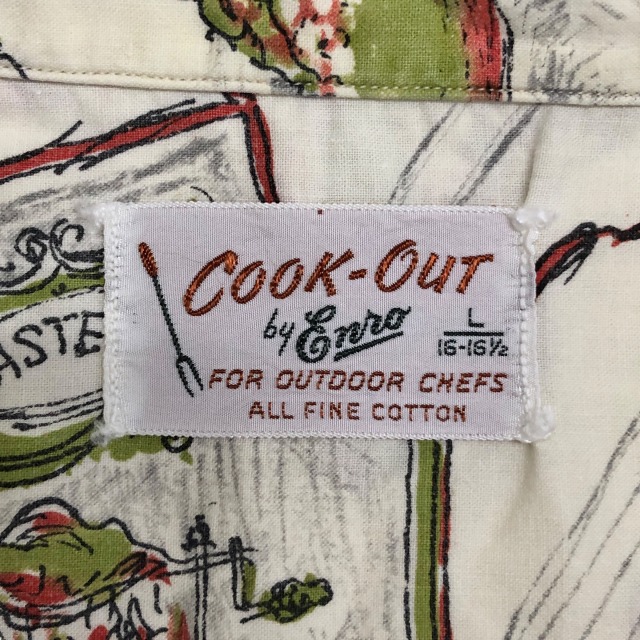 COOK-OUT
by Enro
L
16-16½
FOR OUTDOOR CHEFS
ALL FINE COTTON
ASTE